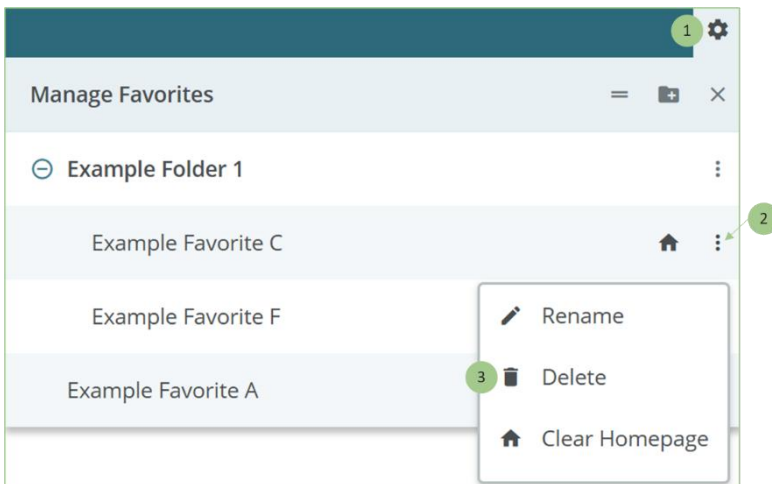 1
Manage Favorites
Example Folder 1
Example Favorite C
2
Example Favorite F
Rename
Example Favorite A
3 Delete
Clear Homepage